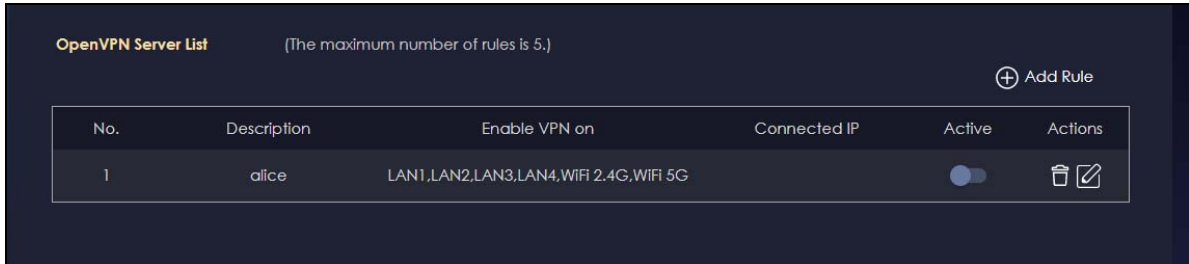 OpenVPN Server List (The maximum number of rules is 5.)
Add Rule
No. Description Enable VPN on Connected IP Active Actions
1 alice LAN1,LAN2,LAN3,LAN4,WiFi 2.4G,WiFi 5G